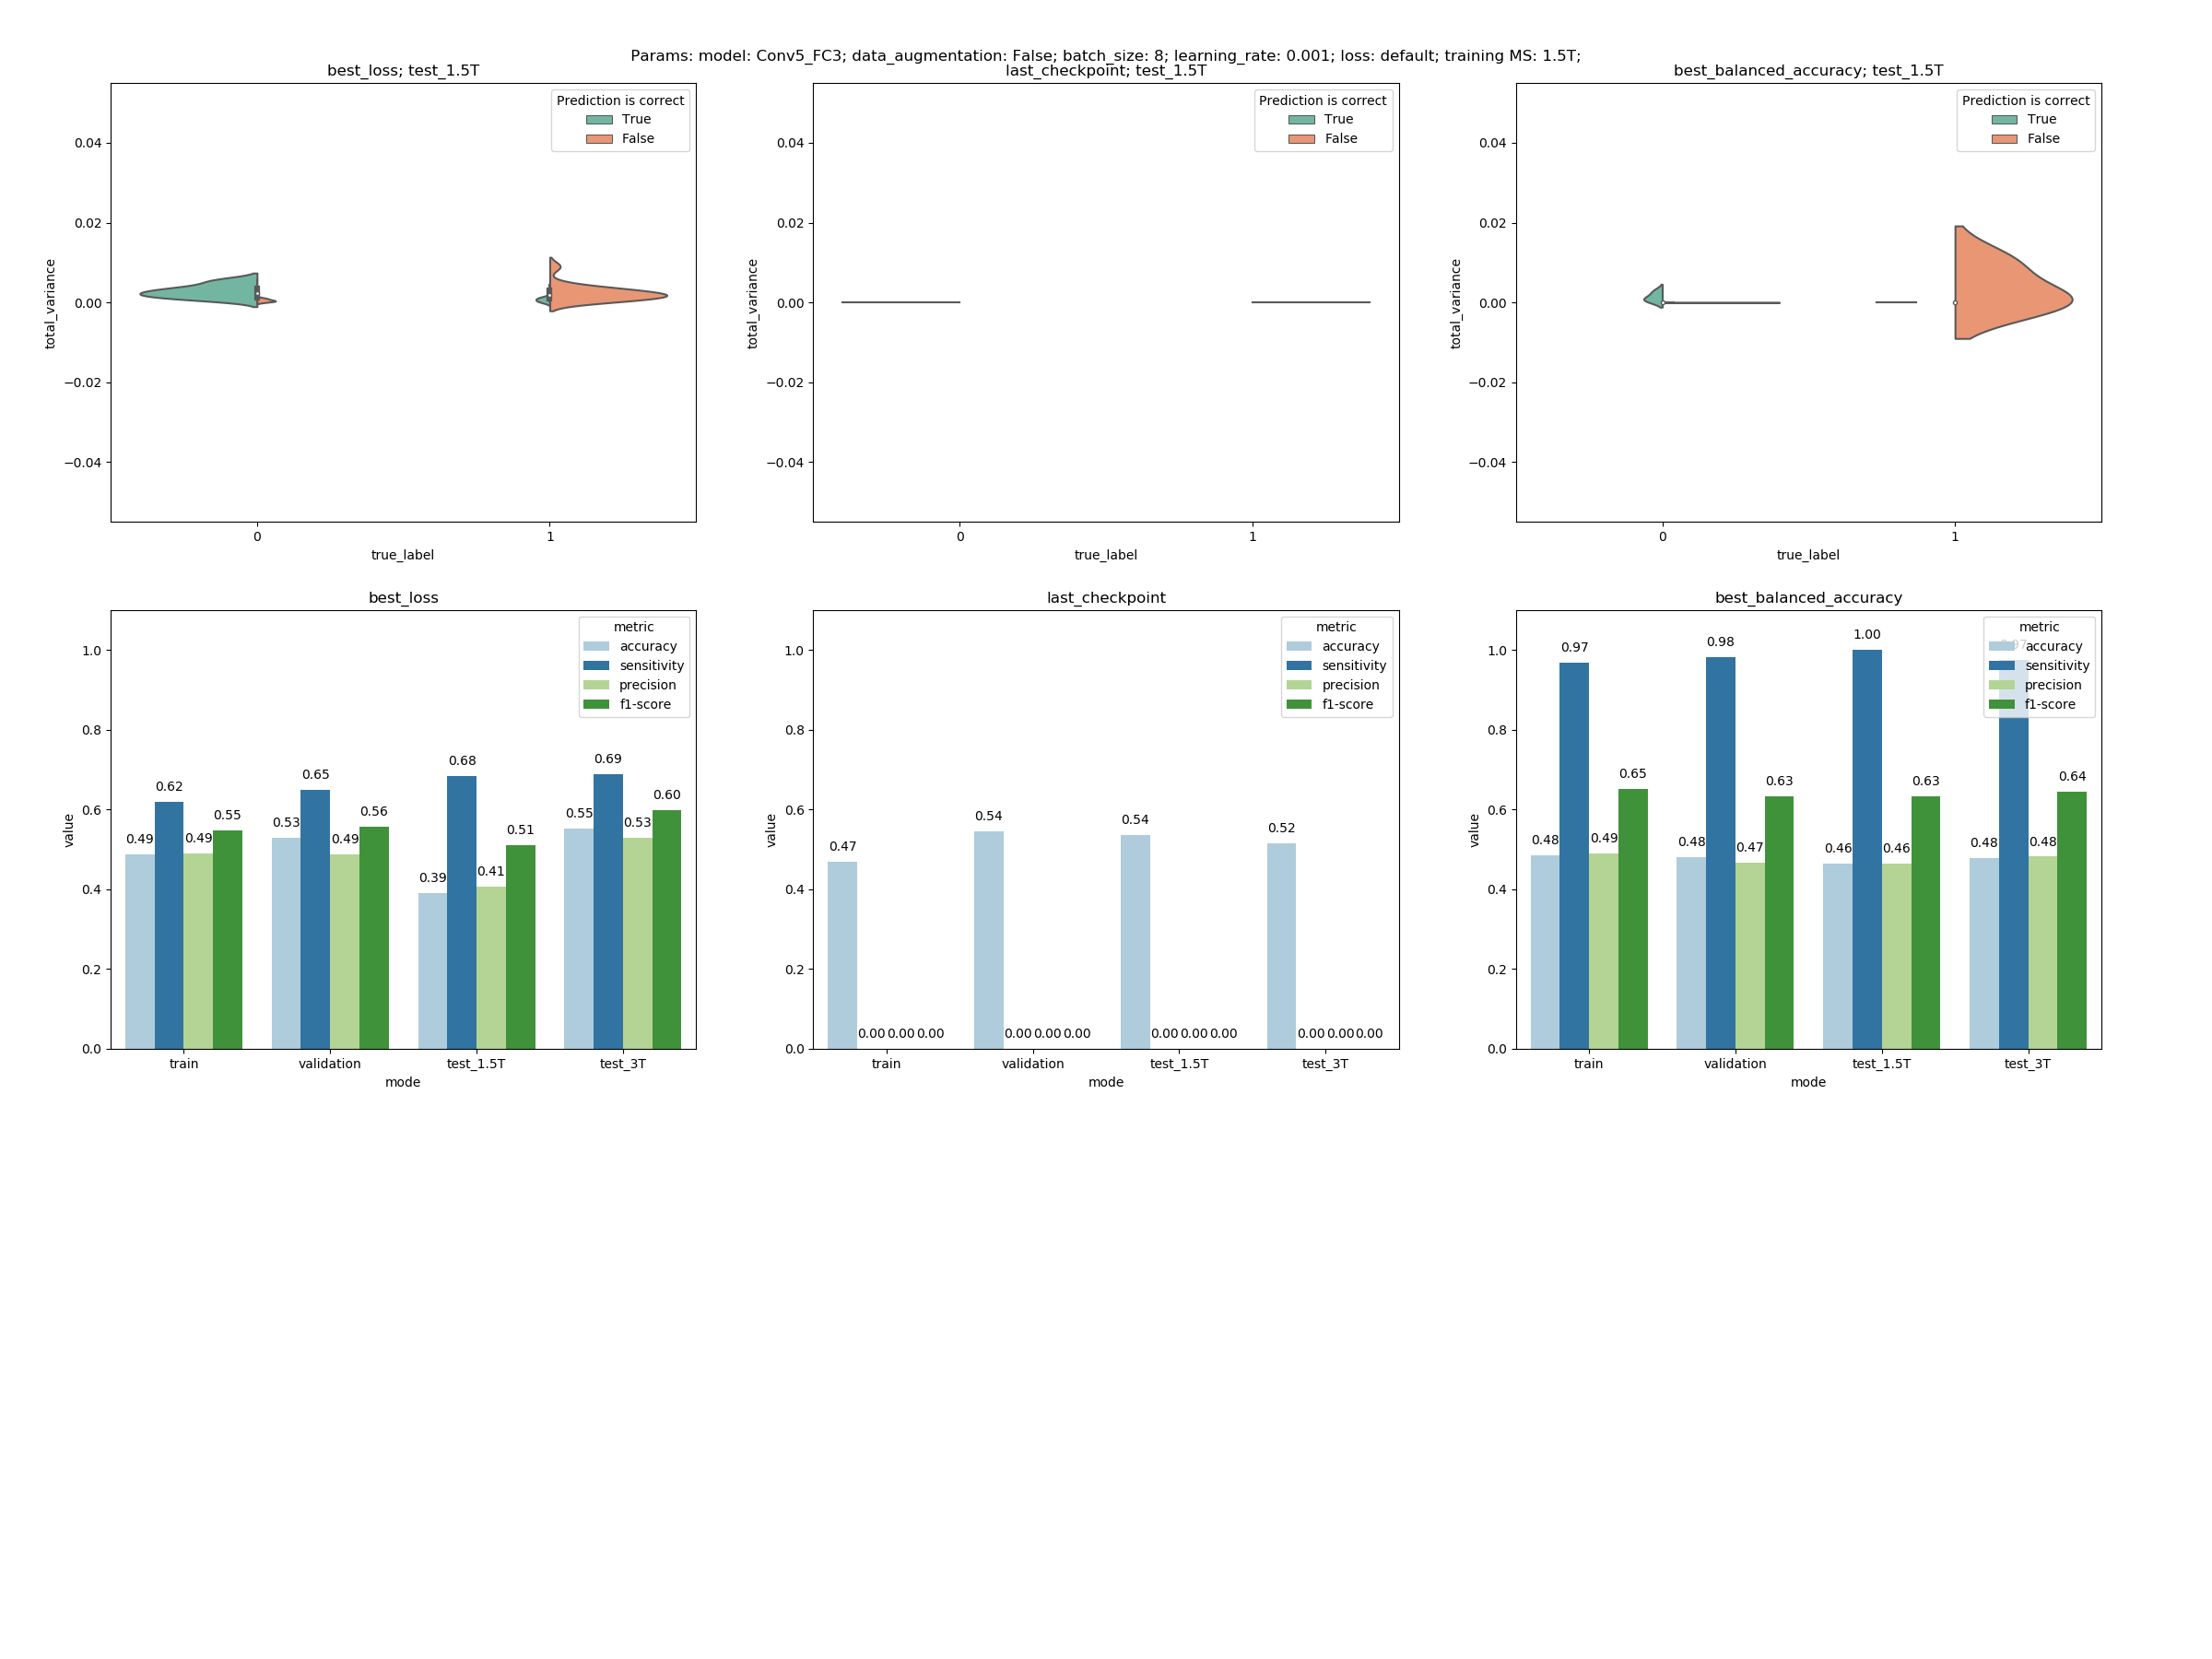 Params: model: Conv5_FC3; data_augmentation: False; batch_size: 8; learning_rate: 0.001; loss: default; training MS: 1.5T;
best_loss; test_1.5T
Prediction is correct
True
False
0.04
0.02
0.00
−0.02
−0.04
total_variance
0
1
true_label
last_checkpoint; test_1.5T
Prediction is correct
True
False
0.04
0.02
0.00
−0.02
−0.04
total_variance
0
1
true_label
best_balanced_accuracy; test_1.5T
Prediction is correct
True
False
0.04
0.02
0.00
−0.02
−0.04
total_variance
0
1
true_label
best_loss
metric
accuracy
sensitivity
precision
f1-score
1.0
0.8
0.6
0.4
0.2
0.0
value
0.49 0.62 0.49 0.55
0.53 0.65 0.49 0.56
0.39 0.68 0.41 0.51
0.55 0.69 0.53 0.60
train validation test_1.5T test_3T
mode
last_checkpoint
metric
accuracy
sensitivity
precision
f1-score
1.0
0.8
0.6
0.4
0.2
0.0
value
0.47 0.00 0.00 0.00
0.54 0.00 0.00 0.00
0.54 0.00 0.00 0.00
0.52 0.00 0.00 0.00
train validation test_1.5T test_3T
mode
best_balanced_accuracy
metric
accuracy
sensitivity
precision
f1-score
1.0
0.8
0.6
0.4
0.2
0.0
value
0.48 0.97 0.49 0.65
0.48 0.98 0.47 0.63
0.46 1.00 0.46 0.63
0.48 0.97 0.48 0.64
train validation test_1.5T test_3T
mode